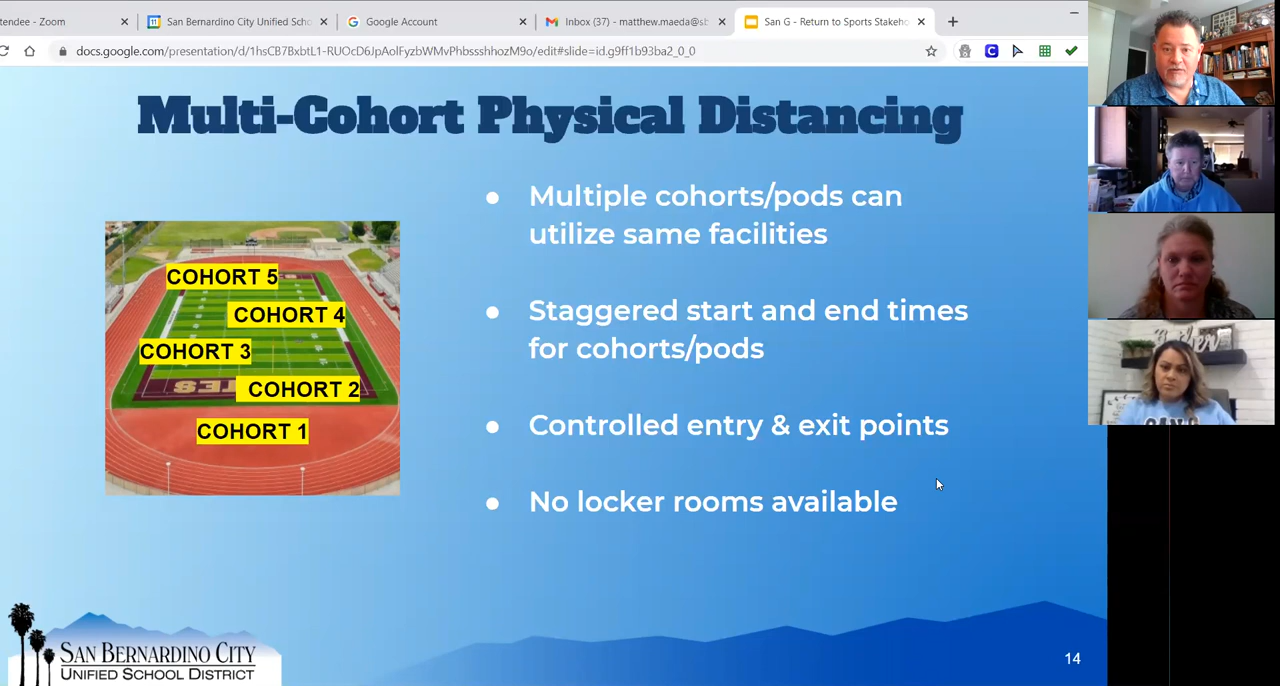 tendee - Zoom
San Bernardino City Unified Scho
Google Account
Inbox (37) - matthew.maeda@sb
San G - Return to Sports Stakeho
docs.google.com/presentation/d/1hsCB7BxbtL1-RUOcD6JpAolFyzbWMvPhbssshhozM9o/edit#slide=id.g9ff1b93ba2_0_0
Multi-Cohort Physical Distancing
● Multiple cohorts/pods can
utilize same facilities
● Staggered start and end times
for cohorts/pods
● Controlled entry & exit points
● No locker rooms available
COHORT 5
COHORT 4
COHORT 3
COHORT 2
COHORT 1
SAN BERNARDINO CITY
UNIFIED SCHOOL DISTRICT
14